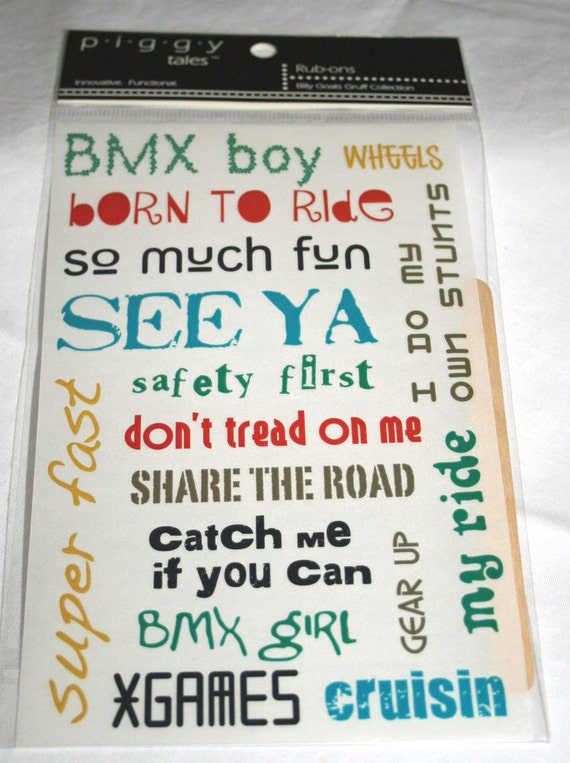 p·i·g·g·y
tales™
Innovative. Functional.
Rub-ons
Billy Goats Gruff Collection
BMX boy
WHEELS
BORN TO RIde
so much fun
I DO MY
OWN STUNTS
SEE YA
safety first
super fast
don't tread on me
SHARE THE ROAD
my ride
catch me
if you can
GEAR UP
BMX giRL
XGAMES
cruisin